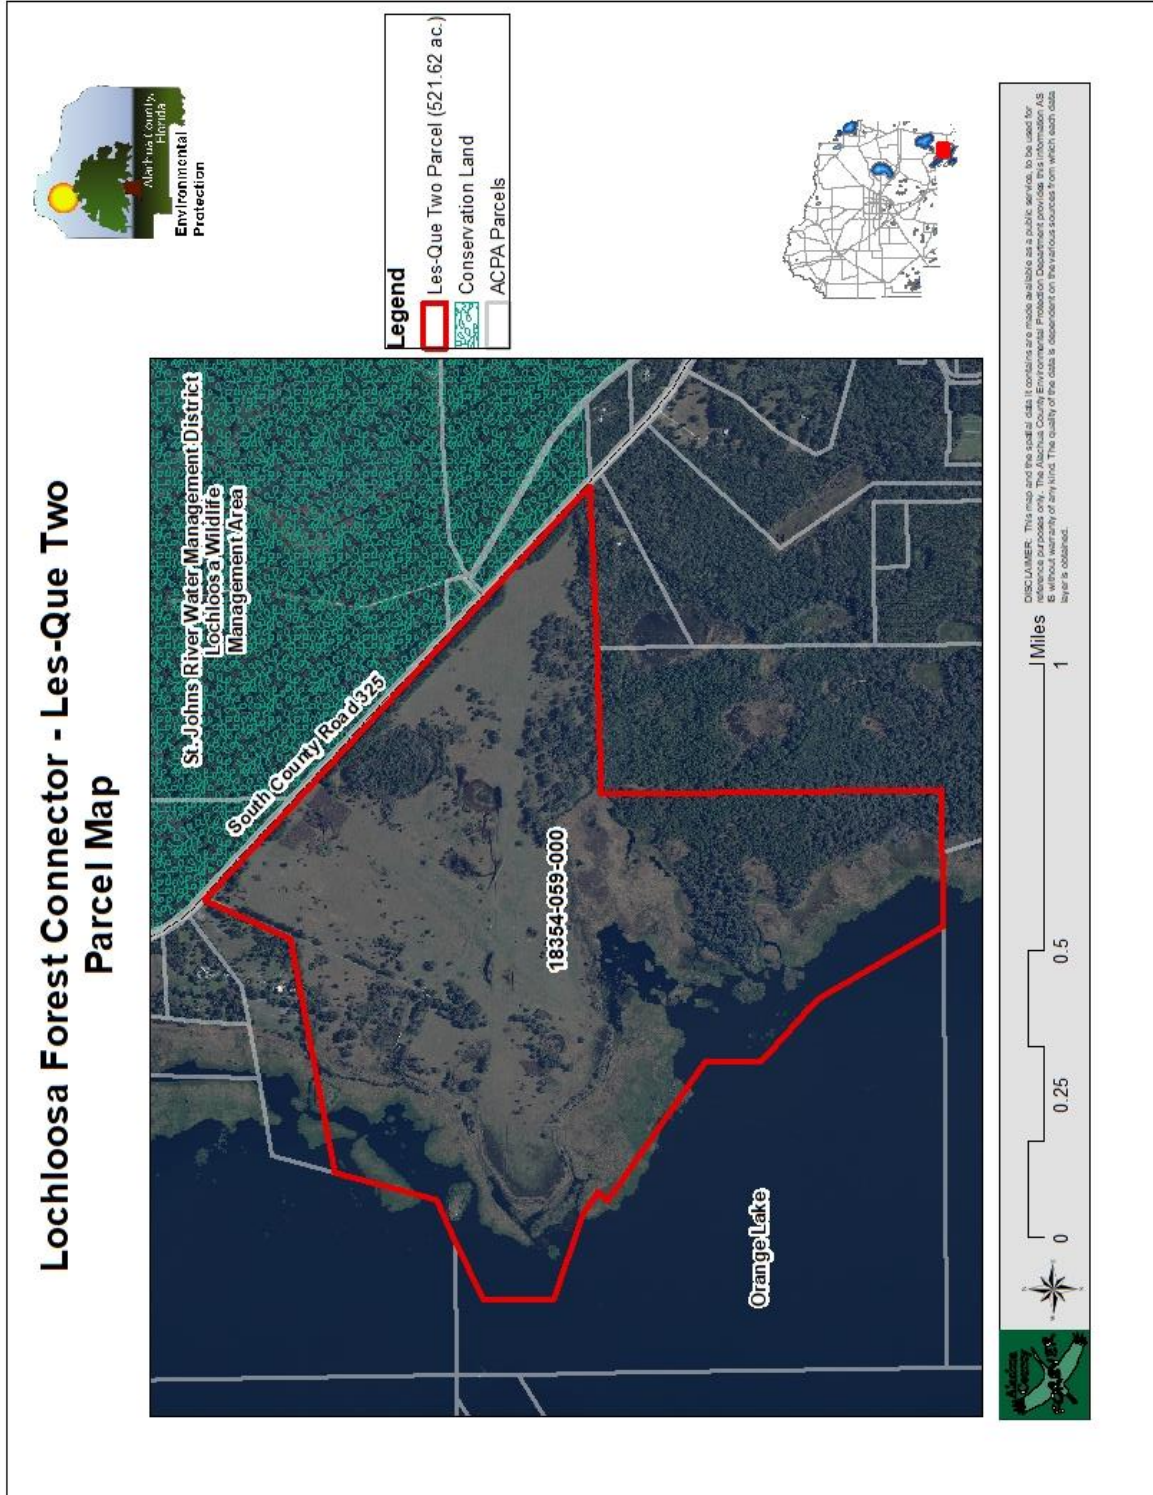 Lochloosa Forest Connector - Les-Que Two
Parcel Map
Alachua County,
Florida
Environmental
Protection
Legend
Les-Que Two Parcel (521.62 ac.)
Conservation Land
ACPA Parcels
St. Johns River Water Management District
Lochloosa Wildlife
Management Area
South County Road 325
18354-059-000
Orange Lake
Alachua
County
FOREVER
0
0.25
0.5
1
Miles
DISCLAIMER: This map and the spatial data it contains are made available as a public service, to be used for
reference purposes only. The Alachua County Environmental Protection Department provides this information AS
IS without warranty of any kind. The quality of the data is dependent on the various sources from which each data
layer is obtained.